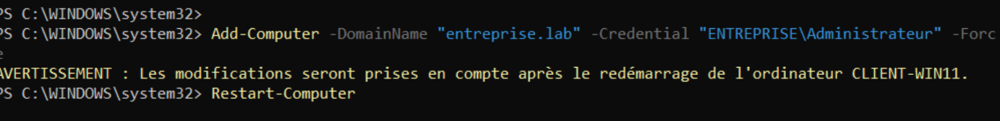 PS C:\WINDOWS\system32>
PS C:\WINDOWS\system32> Add-Computer -DomainName "entreprise.lab" -Credential "ENTREPRISE\Administrateur" -Forc
e
AVERTISSEMENT : Les modifications seront prises en compte après le redémarrage de l'ordinateur CLIENT-WIN11.
PS C:\WINDOWS\system32> Restart-Computer